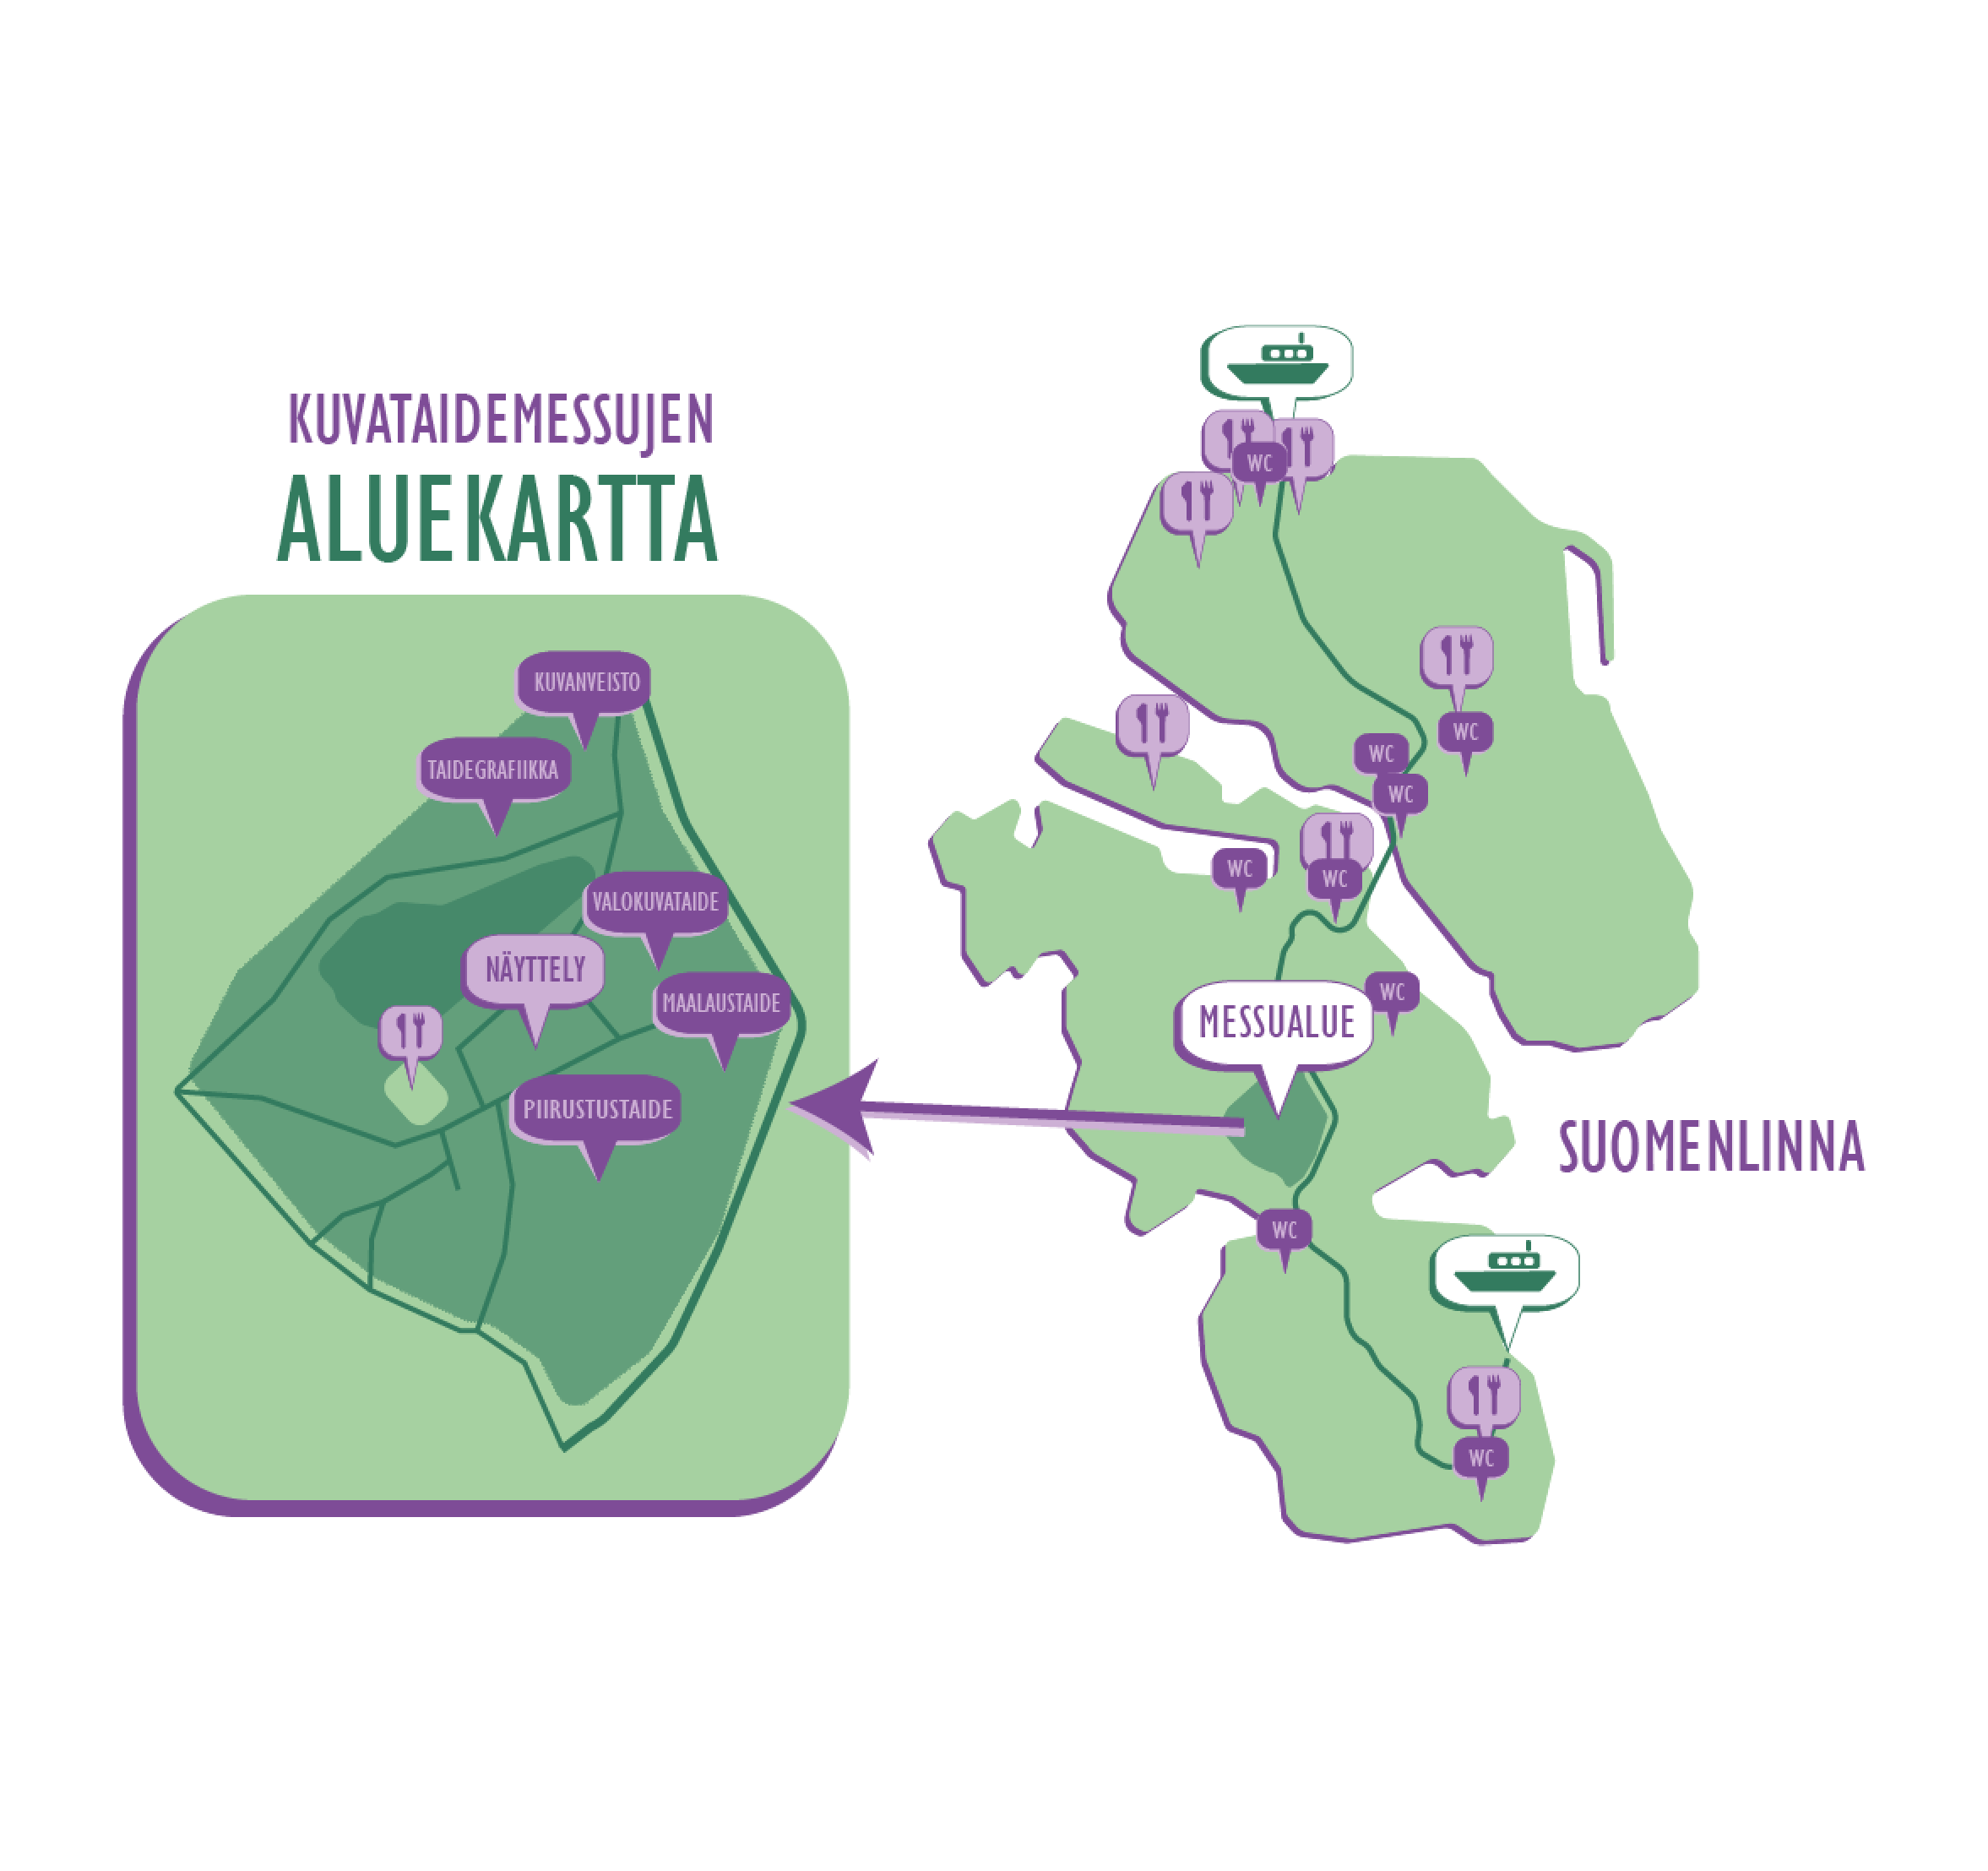 KUVATAIDEMESSUJEN
ALUEKARTTA
KUVANVEISTO
TAIDEGRAFIIKKA
VALOKUVATAIDE
NÄYTTELY
MAALAUSTAIDE
PIIRUSTUSTAIDE
WC
WC
WC
WC
WC
WC
WC
MESSUALUE
SUOMENLINNA
WC
WC